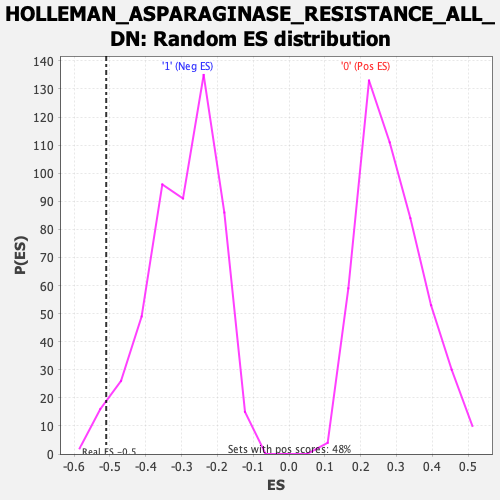 HOLLEMAN_ASPARAGINASE_RESISTANCE_ALL_
DN: Random ES distribution
'1' (Neg ES)
'0' (Pos ES)
140
130
120
110
100
90
80
70
60
50
40
30
20
10
0
P(ES)
Real ES -0.5
Sets with pos scores: 48%
-0.6 -0.5 -0.4 -0.3 -0.2 -0.1 0.0 0.1 0.2 0.3 0.4 0.5
ES